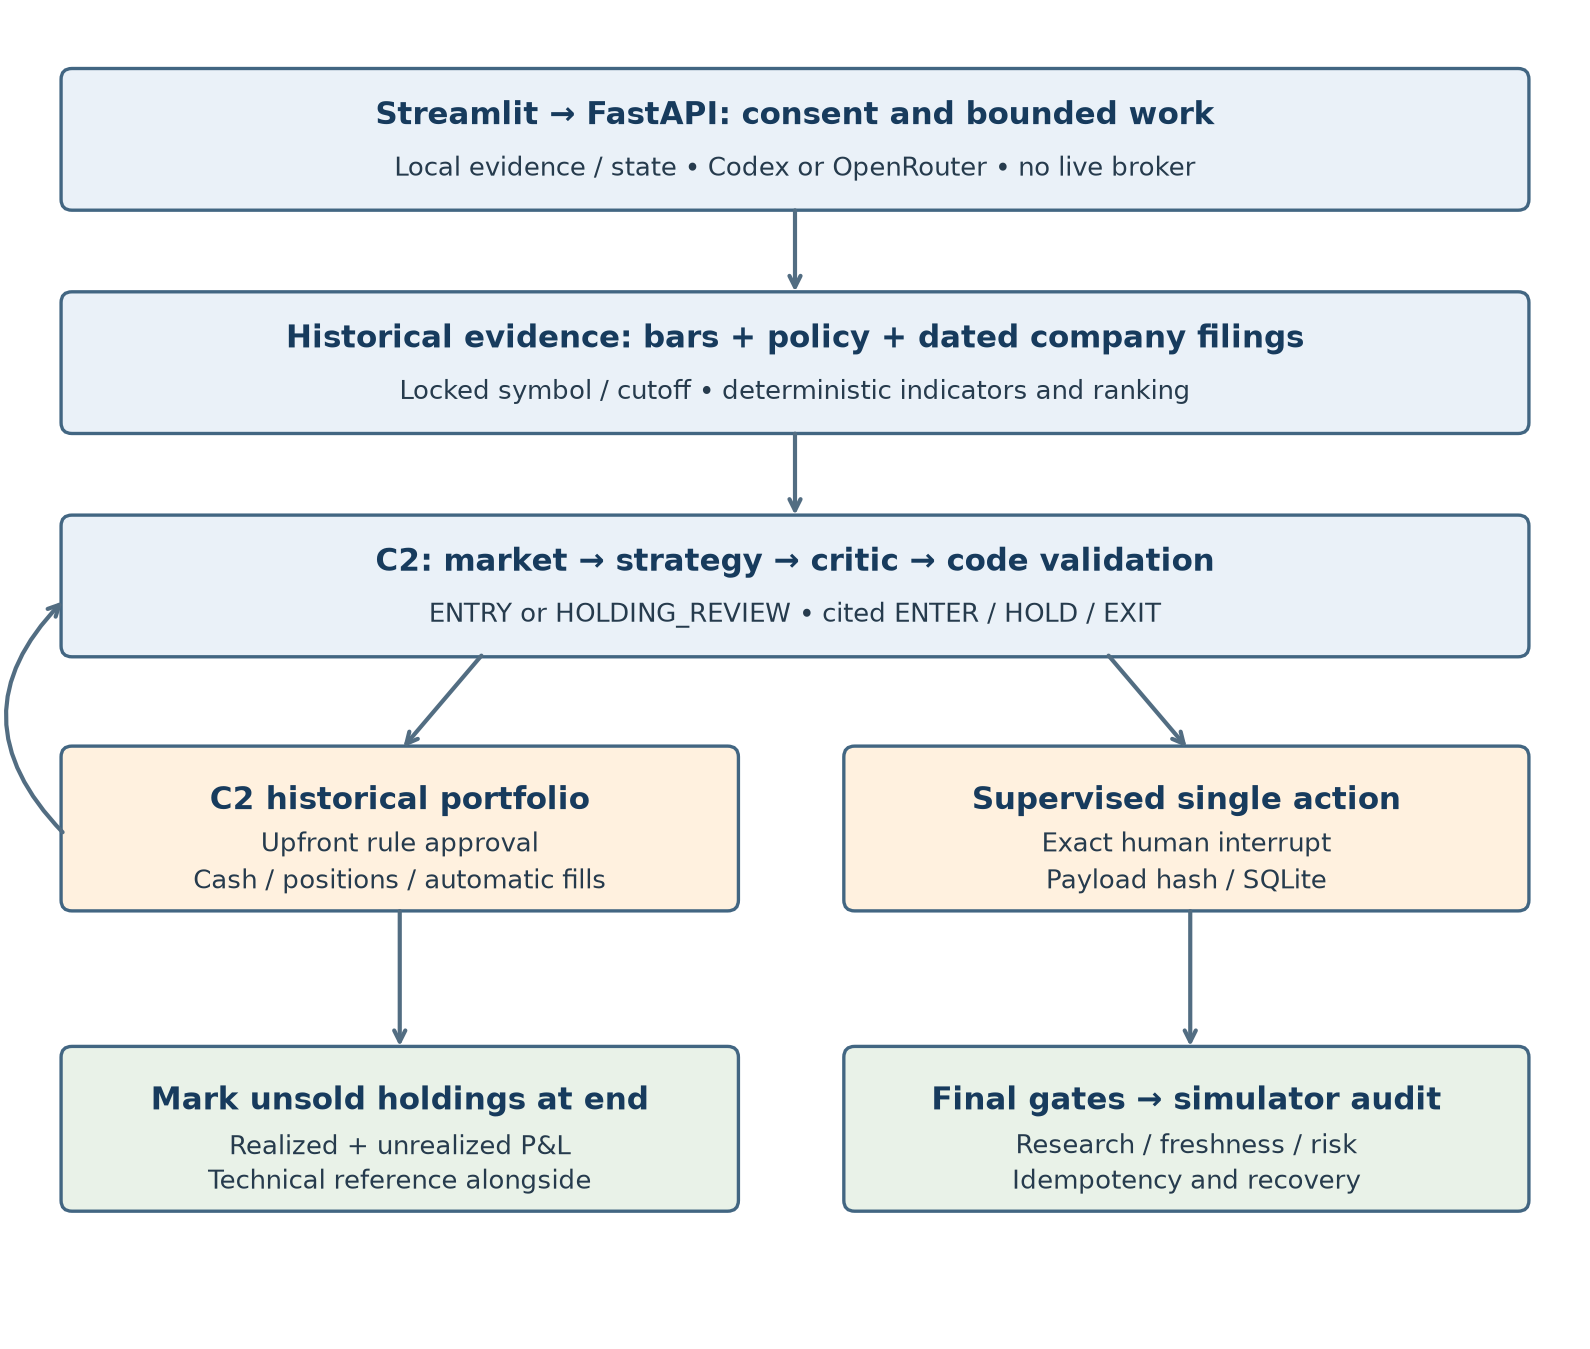 Streamlit → FastAPI: consent and bounded work
Local evidence / state • Codex or OpenRouter • no live broker
Historical evidence: bars + policy + dated company filings
Locked symbol / cutoff • deterministic indicators and ranking
C2: market → strategy → critic → code validation
ENTRY or HOLDING_REVIEW • cited ENTER / HOLD / EXIT
C2 historical portfolio
Upfront rule approval
Cash / positions / automatic fills
Supervised single action
Exact human interrupt
Payload hash / SQLite
Mark unsold holdings at end
Realized + unrealized P&L
Technical reference alongside
Final gates → simulator audit
Research / freshness / risk
Idempotency and recovery